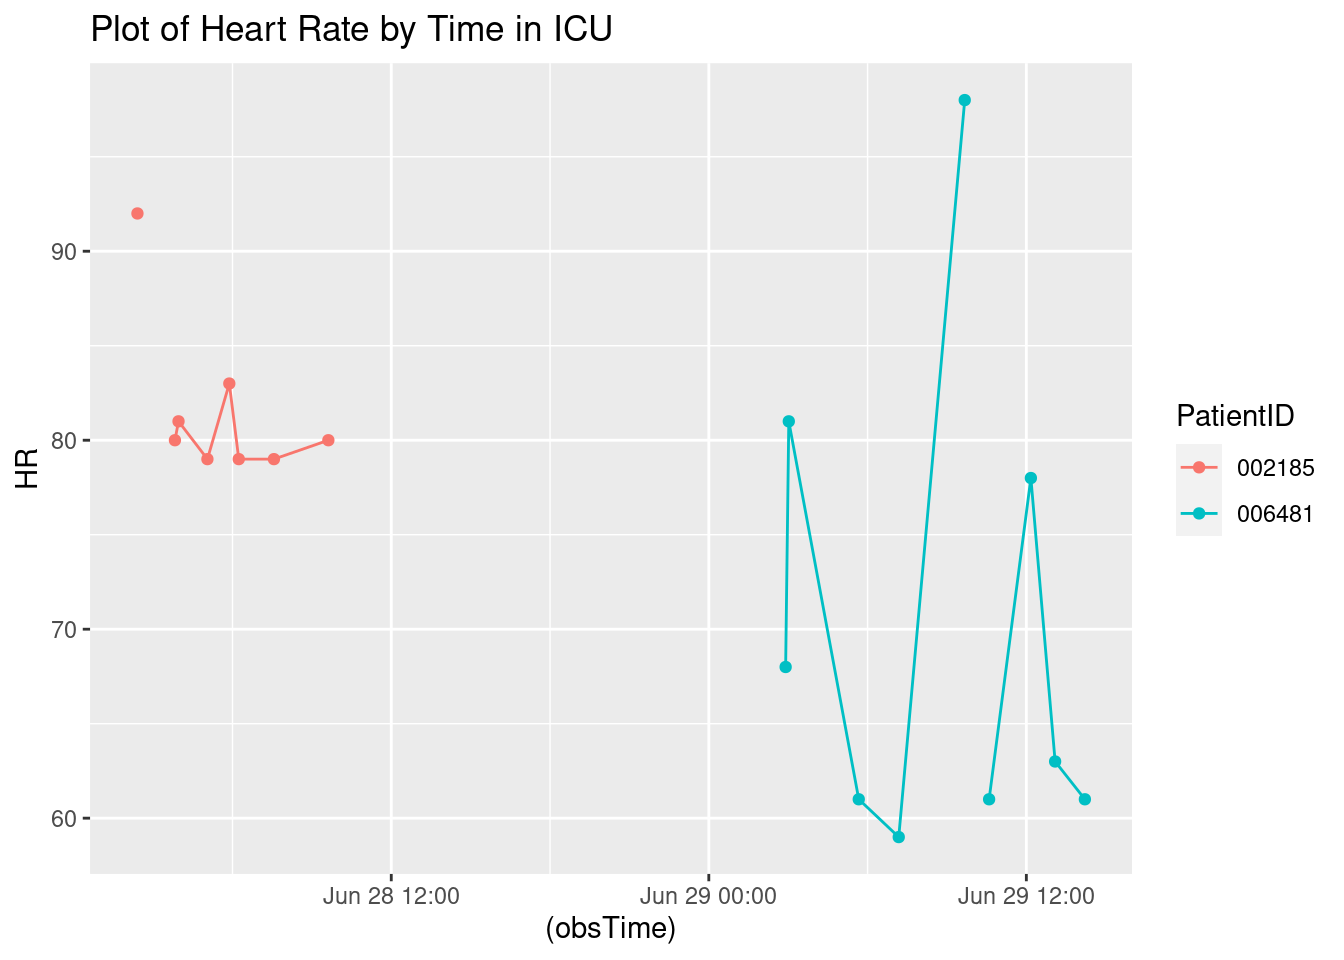 Plot of Heart Rate by Time in ICU
HR
90
80
70
60
Jun 28 12:00
Jun 29 00:00
Jun 29 12:00
(obsTime)
PatientID
002185
006481